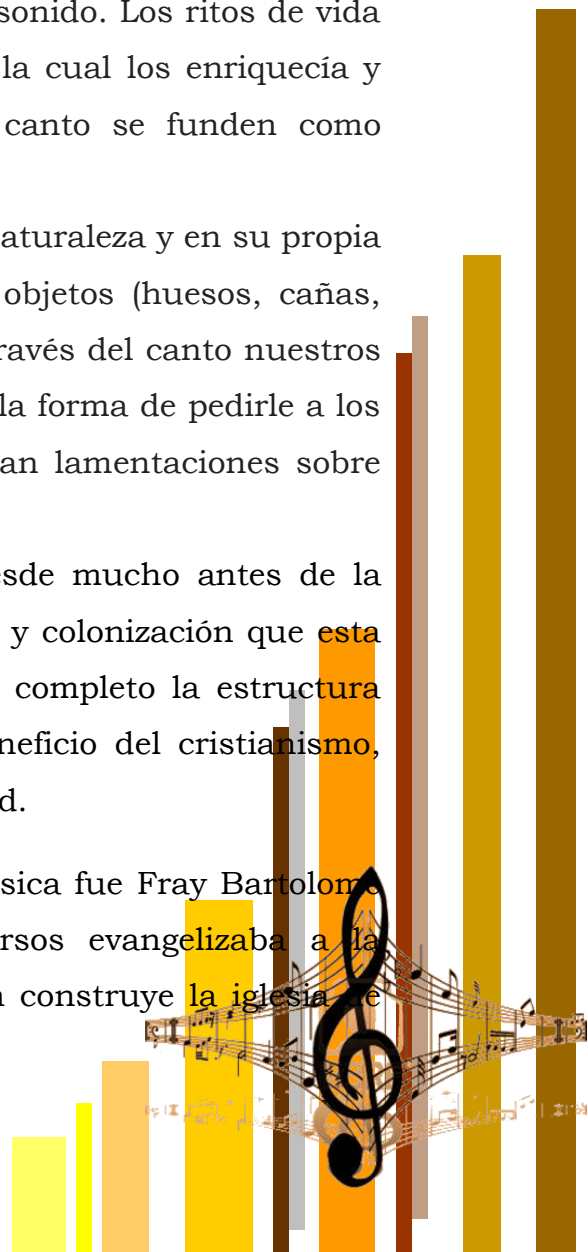 sonido. Los ritos de vida
la cual los enriquecía y
canto se funden como
aturaleza y en su propia
objetos (huesos, cañas,
ravés del canto nuestros
la forma de pedirle a los
an lamentaciones sobre
esde mucho antes de la
y colonización que esta
completo la estructura
neficio del cristianismo,
d.
sica fue Fray Bartolomé
rsos evangelizaba a la
construye la iglesia de